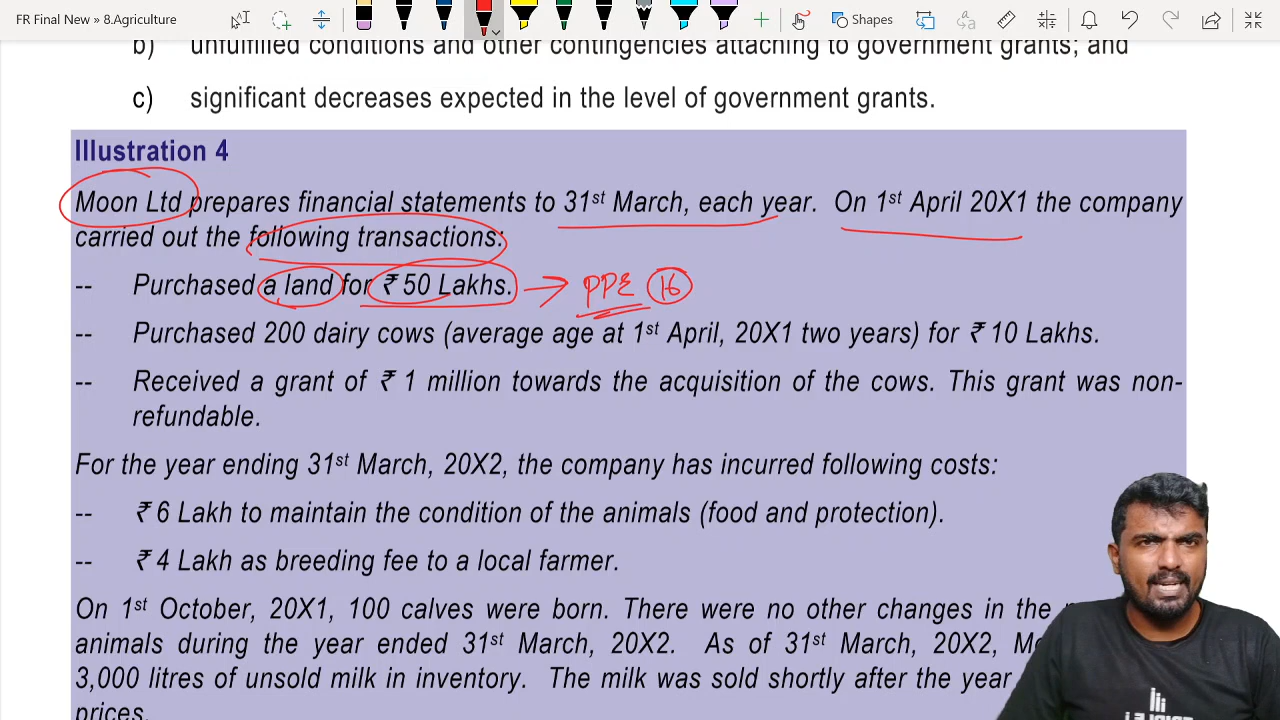 FR Final New » 8.Agriculture
Shapes
b) unfulfilled conditions and other contingencies attaching to government grants; and
c) significant decreases expected in the level of government grants.
Illustration 4
Moon Ltd prepares financial statements to 31st March, each year. On 1st April 20X1 the company
carried out the following transactions:
-- Purchased a land for ₹ 50 Lakhs. → PPE 16
-- Purchased 200 dairy cows (average age at 1st April, 20X1 two years) for ₹ 10 Lakhs.
-- Received a grant of ₹ 1 million towards the acquisition of the cows. This grant was non-
refundable.
For the year ending 31st March, 20X2, the company has incurred following costs:
-- ₹ 6 Lakh to maintain the condition of the animals (food and protection).
-- ₹ 4 Lakh as breeding fee to a local farmer.
On 1st October, 20X1, 100 calves were born. There were no other changes in the
animals during the year ended 31st March, 20X2. As of 31st March, 20X2,
3,000 litres of unsold milk in inventory. The milk was sold shortly after the year
prices.